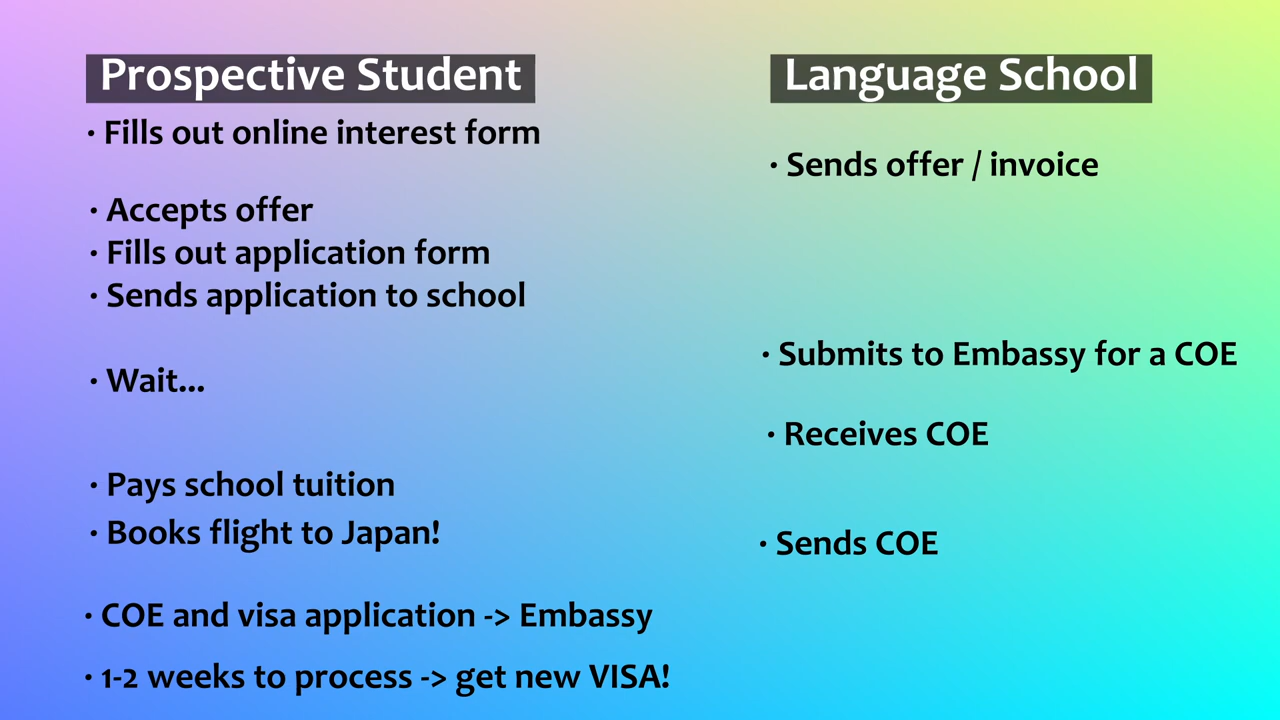 Prospective Student
• Fills out online interest form
• Accepts offer
• Fills out application form
• Sends application to school
• Wait...
• Pays school tuition
• Books flight to Japan!
• COE and visa application -> Embassy
• 1-2 weeks to process -> get new VISA!
Language School
• Sends offer / invoice
• Submits to Embassy for a COE
• Receives COE
• Sends COE